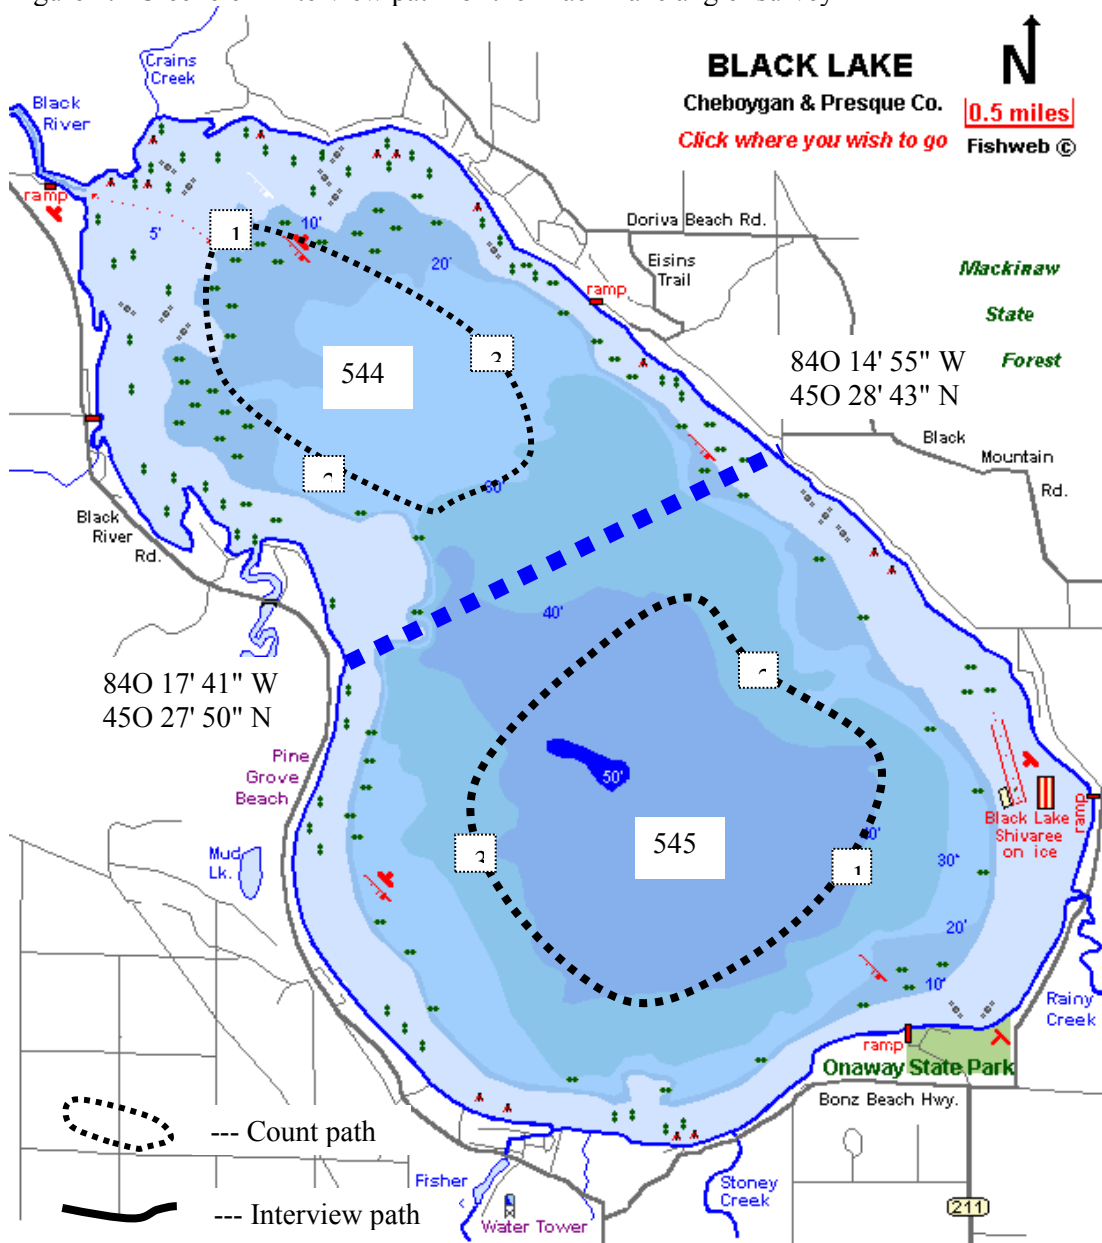 BLACK LAKE
Cheboygan & Presque Co.
Click where you wish to go
N
0.5 miles
Fishweb ©
Crains
Creek
Black
River
ramp
5'
1
10'
20'
Doriva Beach Rd.
Eisins
Trail
ramp
Mackinaw
State
Forest
544
84O 14' 55" W
45O 28' 43" N
Black
Mountain
Rd.
Black
River
Rd.
40'
84O 17' 41" W
45O 27' 50" N
Pine
Grove
Beach
50'
545
Mud
Lk.
1
30'
20'
10'
Black Lake
Shivaree
on ice
ramp
Rainy
Creek
ramp
Onaway State Park
Bonz Beach Hwy.
--- Count path
--- Interview path
Fisher
Water Tower
Stoney
Creek
211